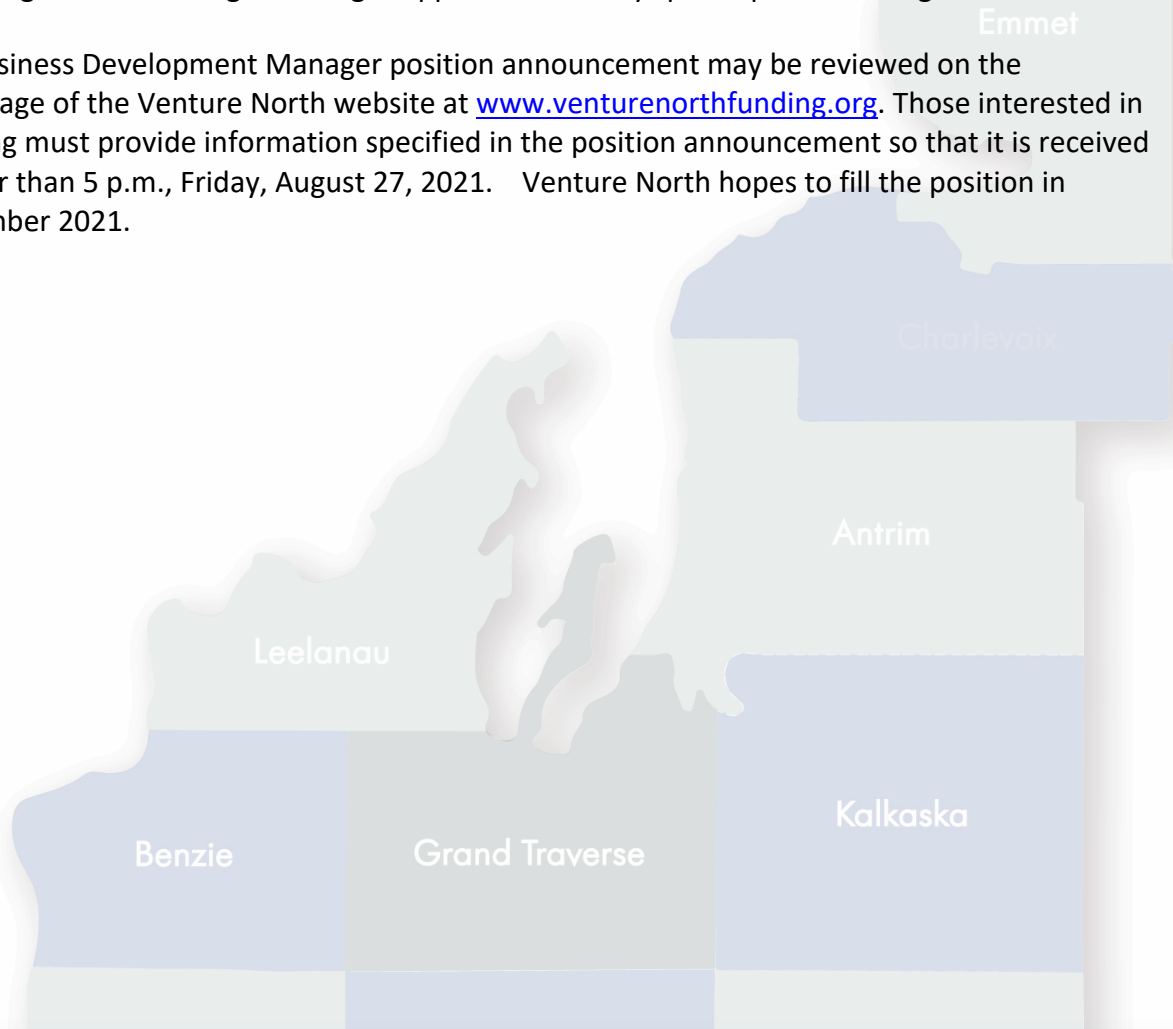 siness Development Manager position announcement may be reviewed on the
age of the Venture North website at www.venturenorthfunding.org. Those interested in
g must provide information specified in the position announcement so that it is received
r than 5 p.m., Friday, August 27, 2021. Venture North hopes to fill the position in
nber 2021.
Emmet
Charlevoix
Antrim
Leelanau
Kalkaska
Benzie
Grand Traverse